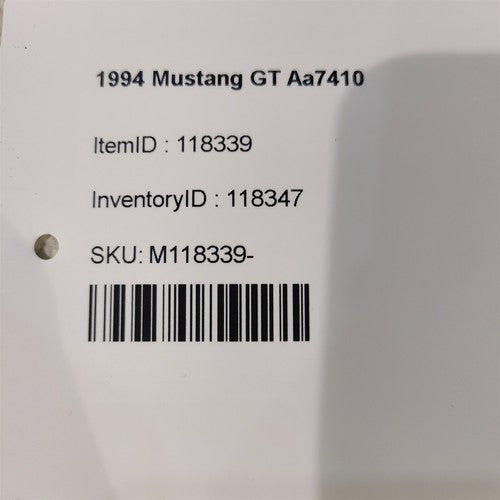 1994 Mustang GT Aa7410
ItemID : 118339
InventoryID : 118347
SKU: M118339-